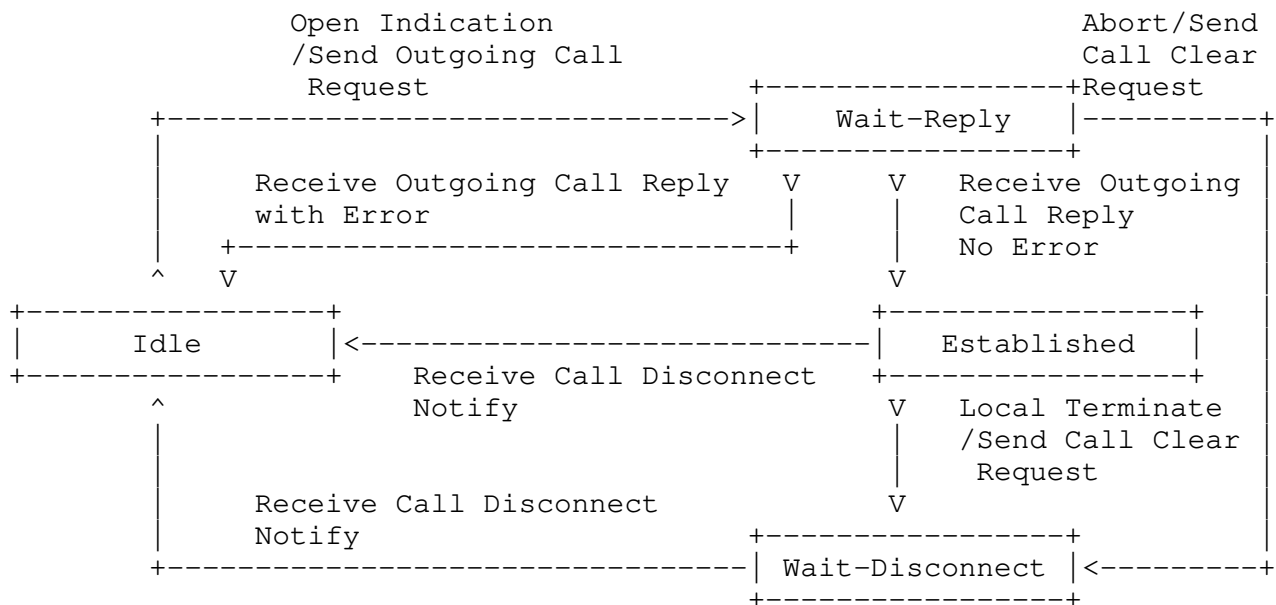 Open Indication
/Send Outgoing Call
Request
Abort/Send
Call Clear
Request
Wait-Reply
Receive Outgoing Call Reply
with Error
V
V
Receive Outgoing
Call Reply
No Error
^
V
V
Idle
Established
Receive Call Disconnect
Notify
^
V
Local Terminate
/Send Call Clear
Request
Receive Call Disconnect
Notify
V
Wait-Disconnect